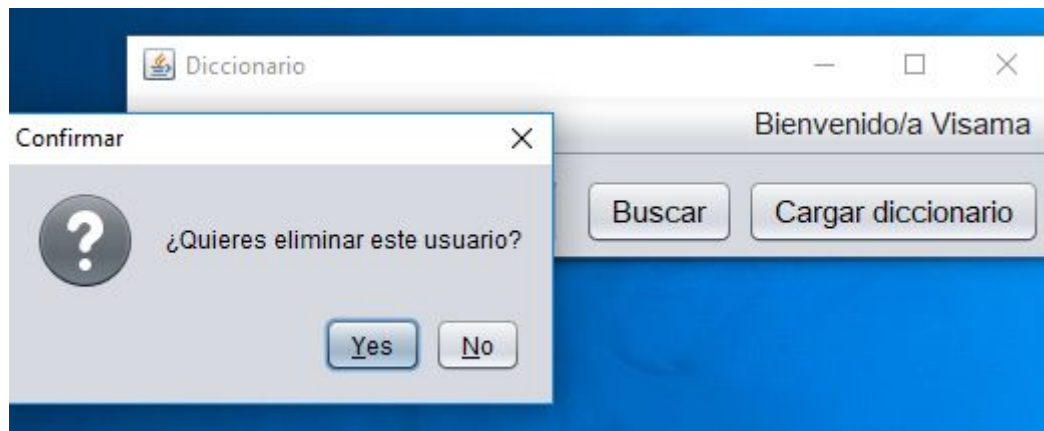 Diccionario
Bienvenido/a Visama
Buscar
Cargar diccionario
Confirmar
¿Quieres eliminar este usuario?
Yes
No